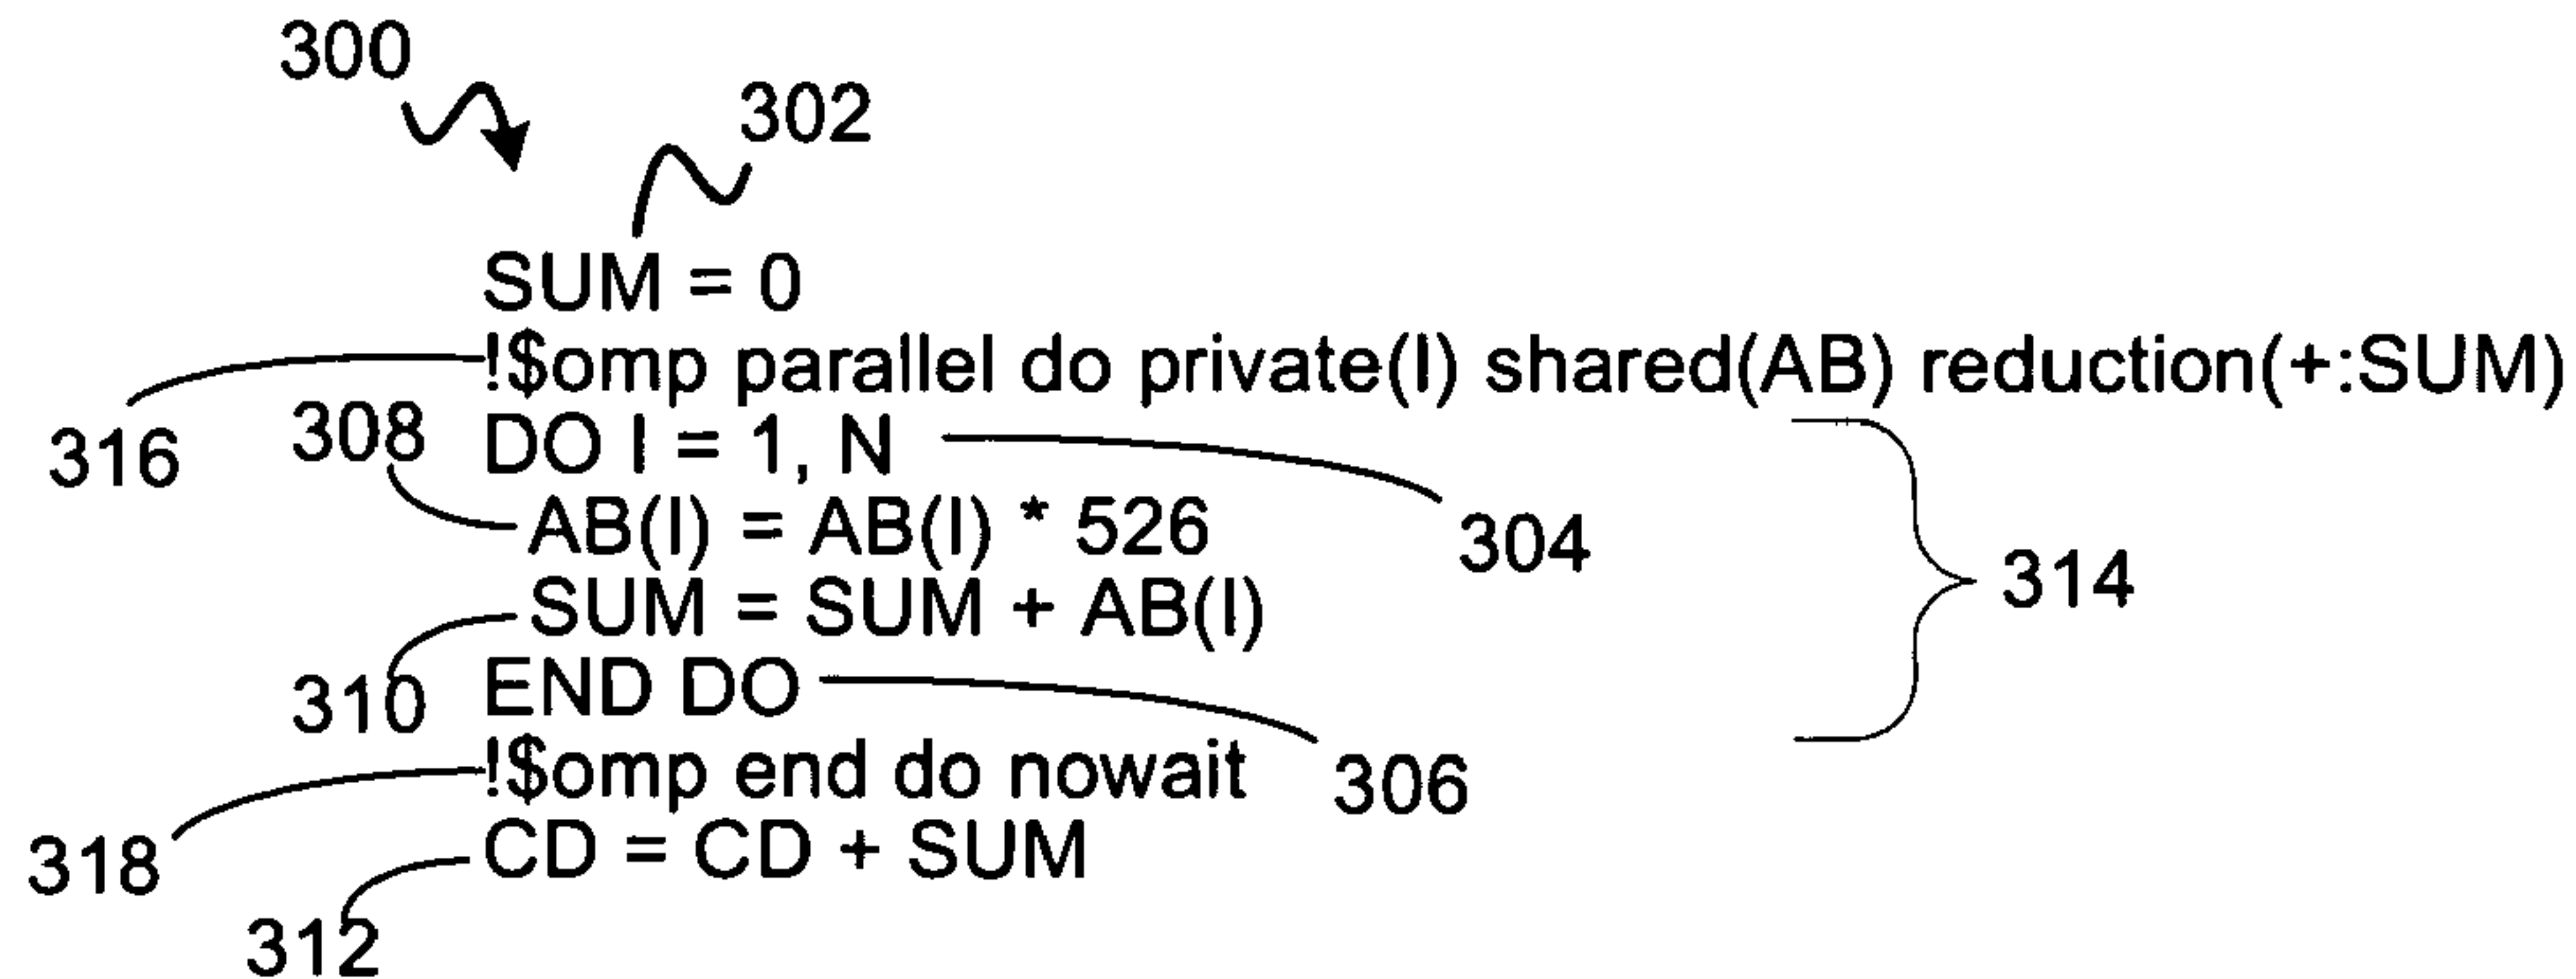 300
302
SUM = 0
!$omp parallel do private(I) shared(AB) reduction(+:SUM)
316
308
DO I = 1, N
AB(I) = AB(I) * 526
304
SUM = SUM + AB(I)
314
310
END DO
!$omp end do nowait
306
318
CD = CD + SUM
312